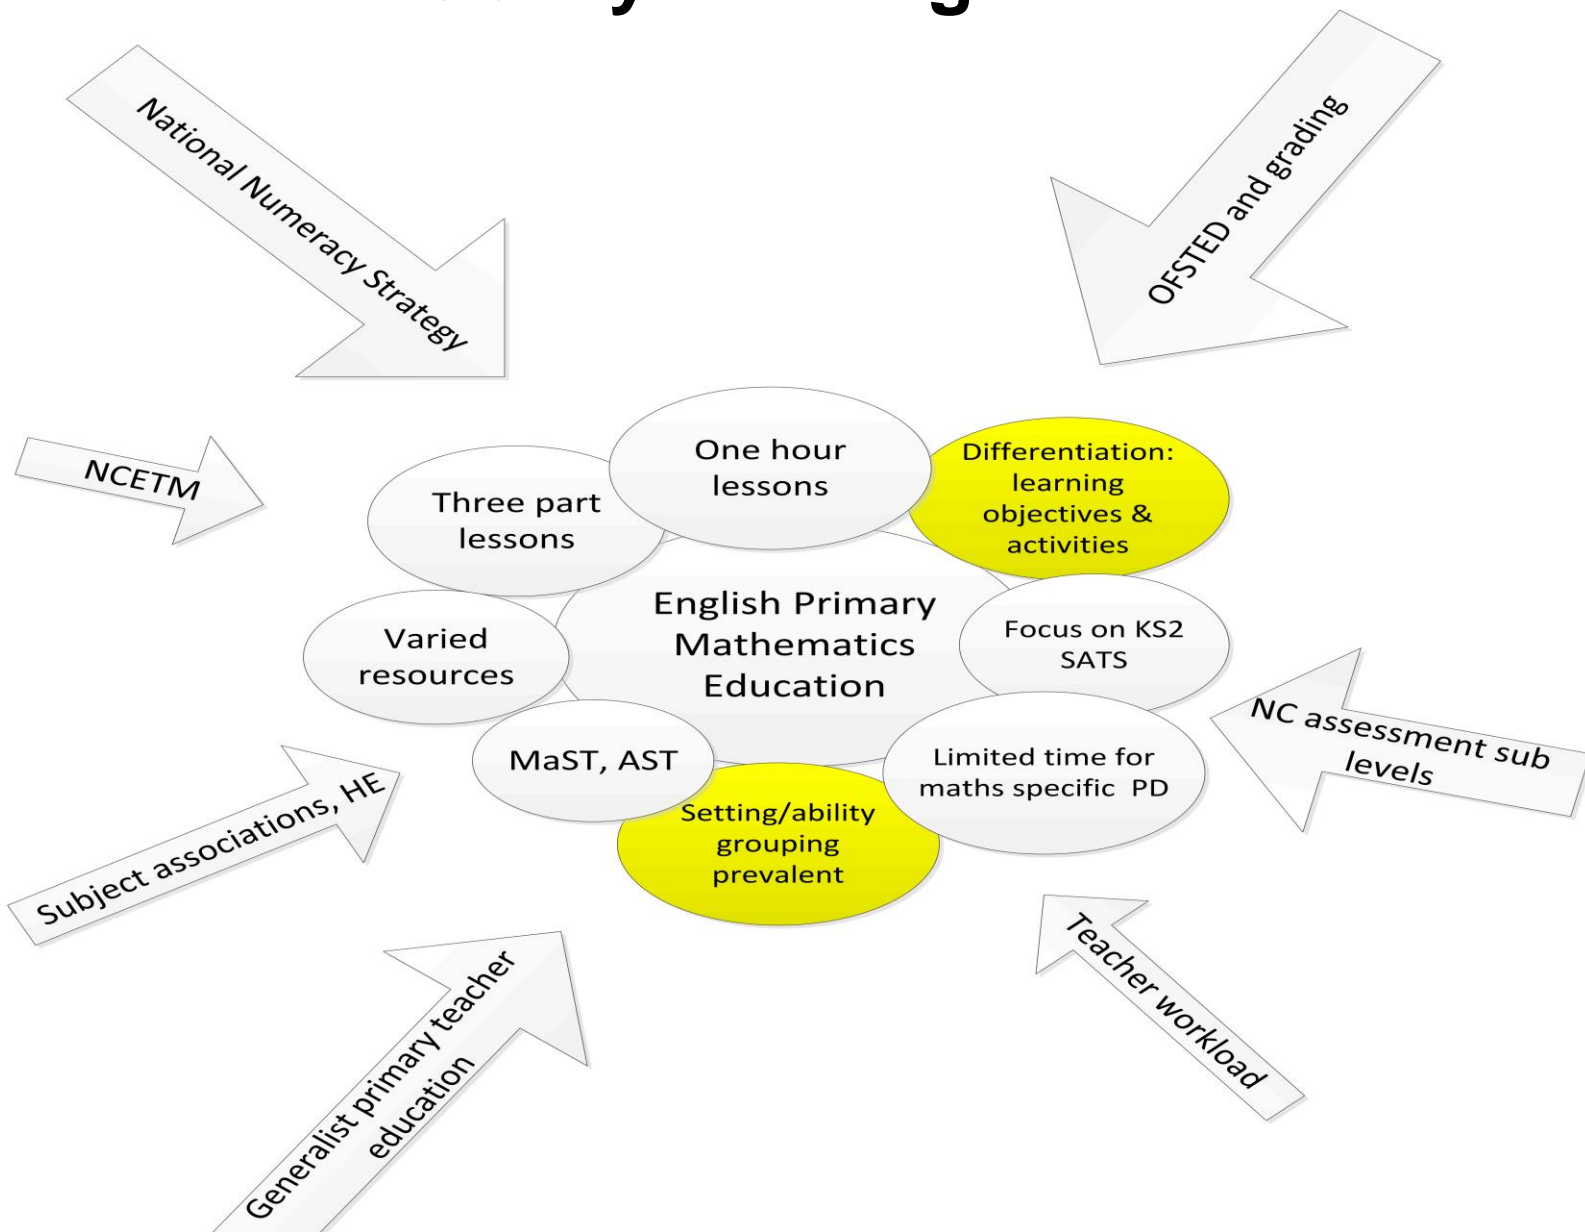 National Numeracy Strategy
OFSTED and grading
NCETM
One hour
lessons
Differentiation:
learning
objectives &
activities
Three part
lessons
English Primary
Mathematics
Education
Varied
resources
Focus on KS2
SATS
NC assessment sub
levels
MaST, AST
Limited time for
maths specific PD
Setting/ability
grouping
prevalent
Subject associations, HE
Generalist primary teacher
education
Teacher workload